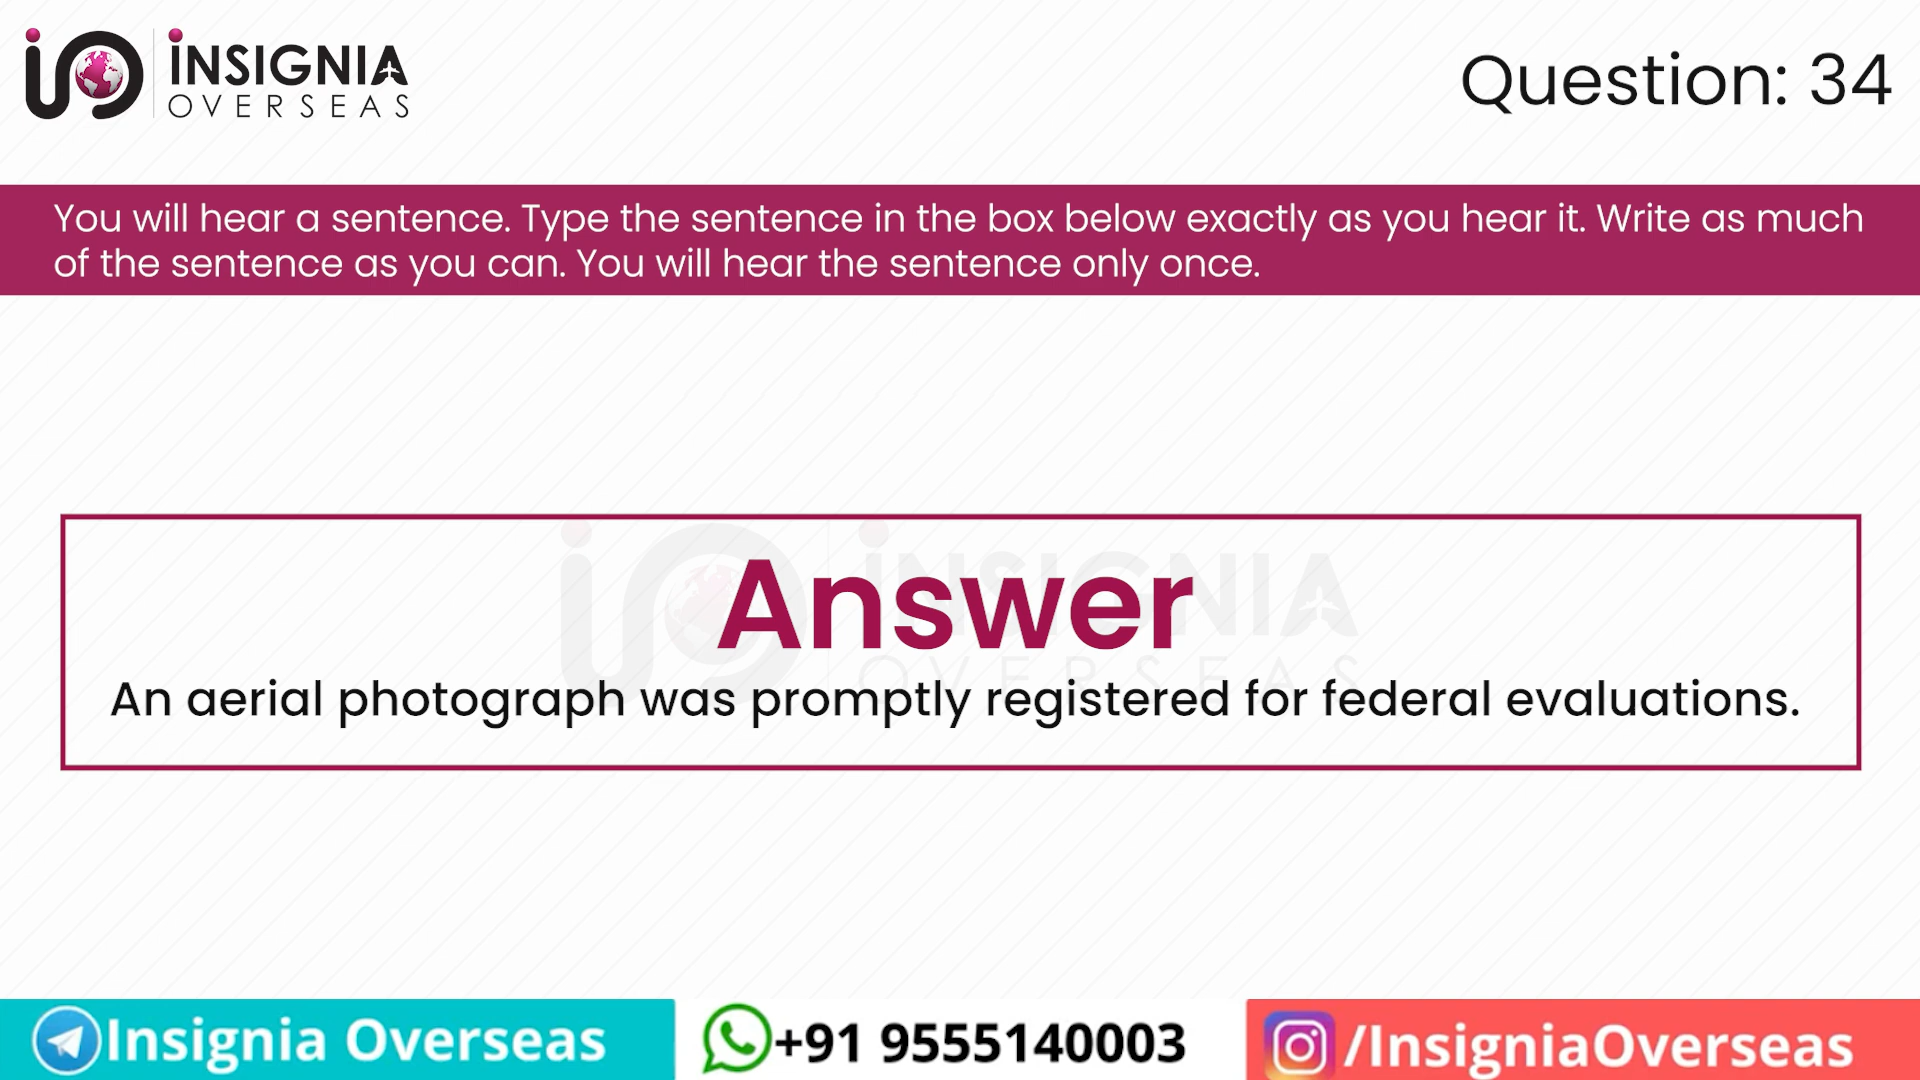 INSIGNIA
OVERSEAS
Question: 34
You will hear a sentence. Type the sentence in the box below exactly as you hear it. Write as much
of the sentence as you can. You will hear the sentence only once.
INSIGNIA
OVERSEAS
Answer
An aerial photograph was promptly registered for federal evaluations.
Insignia Overseas
+91 9555140003
/InsigniaOverseas